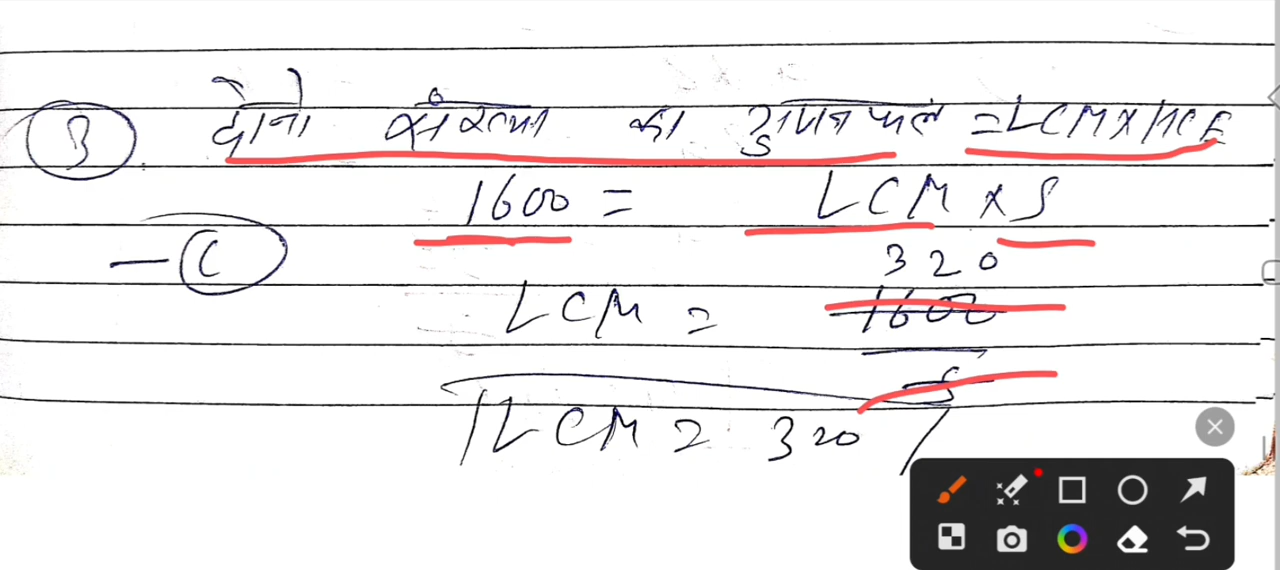 3 दोनो संख्या का गुणनफल = LCM X HCF
1600 = LCM x 5
- C
320
LCM = 1600
5
LCM = 320